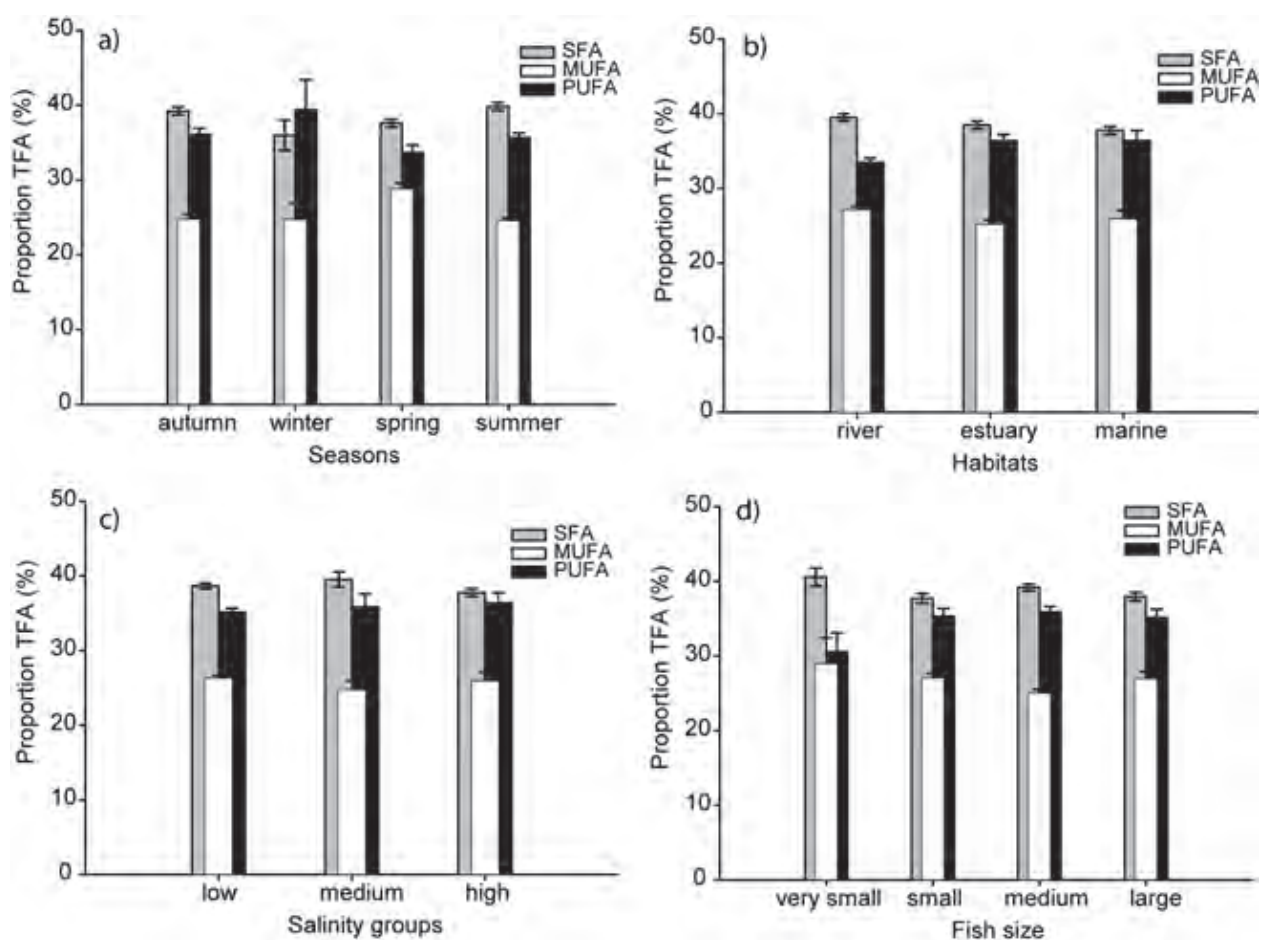 a)
SFA
MUFA
PUFA
Proportion TFA (%)
50
40
30
20
10
0
autumn winter spring summer
Seasons
b)
SFA
MUFA
PUFA
Proportion TFA (%)
50
40
30
20
10
0
river estuary marine
Habitats
c)
SFA
MUFA
PUFA
Proportion TFA (%)
50
40
30
20
10
0
low medium high
Salinity groups
d)
SFA
MUFA
PUFA
Proportion TFA (%)
50
40
30
20
10
0
very small small medium large
Fish size